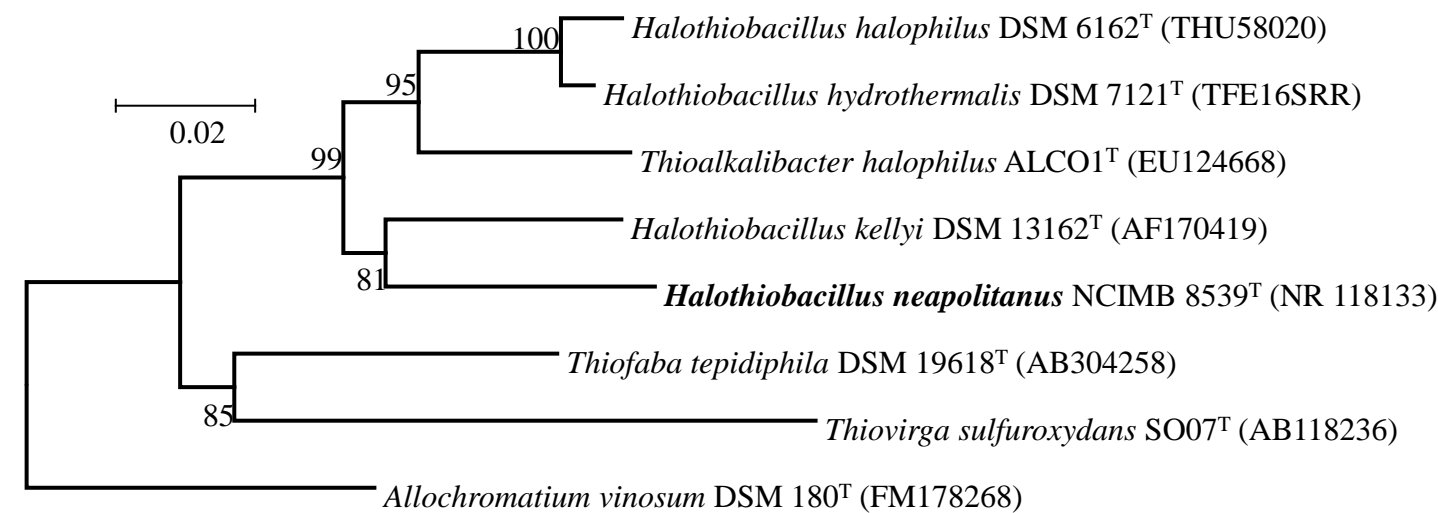 100
Halothiobacillus halophilus DSM 6162ᵀ (THU58020)
95
Halothiobacillus hydrothermalis DSM 7121ᵀ (TFE16SRR)
0.02
99
Thioalkalibacter halophilus ALCO1ᵀ (EU124668)
Halothiobacillus kellyi DSM 13162ᵀ (AF170419)
81
Halothiobacillus neapolitanus NCIMB 8539ᵀ (NR 118133)
Thiofaba tepidiphila DSM 19618ᵀ (AB304258)
85
Thiovirga sulfuroxydans SO07ᵀ (AB118236)
Allochromatium vinosum DSM 180ᵀ (FM178268)